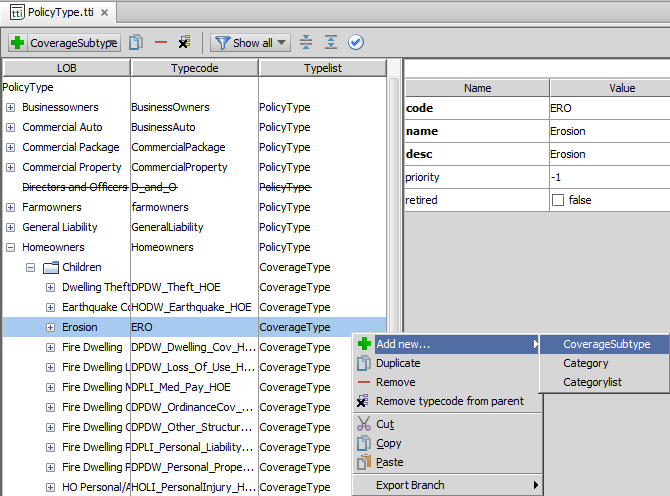 tti PolicyType.tti ×
CoverageSubtype Show all
LOB Typecode Typelist
PolicyType
Businessowners BusinessOwners PolicyType
Commercial Auto BusinessAuto PolicyType
Commercial Package CommercialPackage PolicyType
Commercial Property CommercialProperty PolicyType
Directors and Officers D_and_O PolicyType
Farmowners farmowners PolicyType
General Liability GeneralLiability PolicyType
Homeowners Homeowners PolicyType
Children CoverageType
Dwelling Theft DPDW_Theft_HOE CoverageType
Earthquake Co HODW_Earthquake_HOE CoverageType
Erosion ERO CoverageType
Fire Dwelling DPDW_Dwelling_Cov_H... CoverageType
Fire Dwelling L DPDW_Loss_Of_Use_H... CoverageType
Fire Dwelling M DPLI_Med_Pay_HOE CoverageType
Fire Dwelling O DPDW_OrdinanceCov_... CoverageType
Fire Dwelling O DPDW_Other_Structur... CoverageType
Fire Dwelling P DPLI_Personal_Liability... CoverageType
Fire Dwelling P DPDW_Personal_Prope... CoverageType
HO Personal/A HOLI_PersonalInjury_H... CoverageType
Name Value
code ERO
name Erosion
desc Erosion
priority -1
retired false
Add new...
Duplicate
Remove
Remove typecode from parent
Cut
Copy
Paste
Export Branch
CoverageSubtype
Category
Categorylist